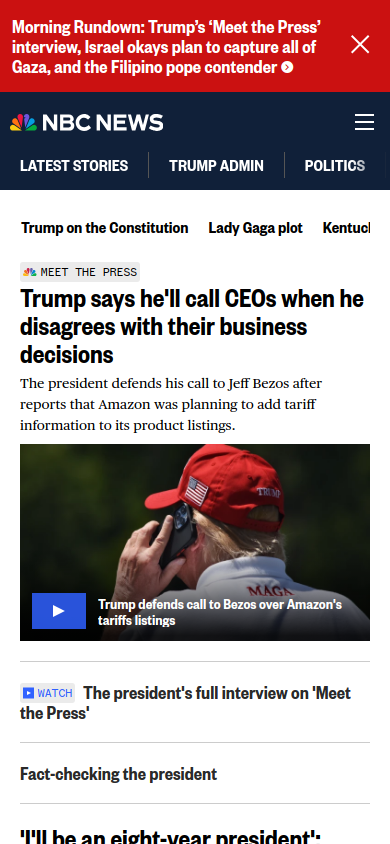 Morning Rundown: Trump's ‘Meet the Press’
interview, Israel okays plan to capture all of
Gaza, and the Filipino pope contender
NBC NEWS
LATEST STORIES
TRUMP ADMIN
POLITICS
Trump on the Constitution
Lady Gaga plot
MEET THE PRESS
Trump says he'll call CEOs when he
disagrees with their business
decisions
The president defends his call to Jeff Bezos after
reports that Amazon was planning to add tariff
information to its product listings.
TRUMP
MAGA
Trump defends call to Bezos over Amazon's
tariffs listings
WATCH The president's full interview on 'Meet
the Press'
Fact-checking the president
'I'll be an eight-year president':